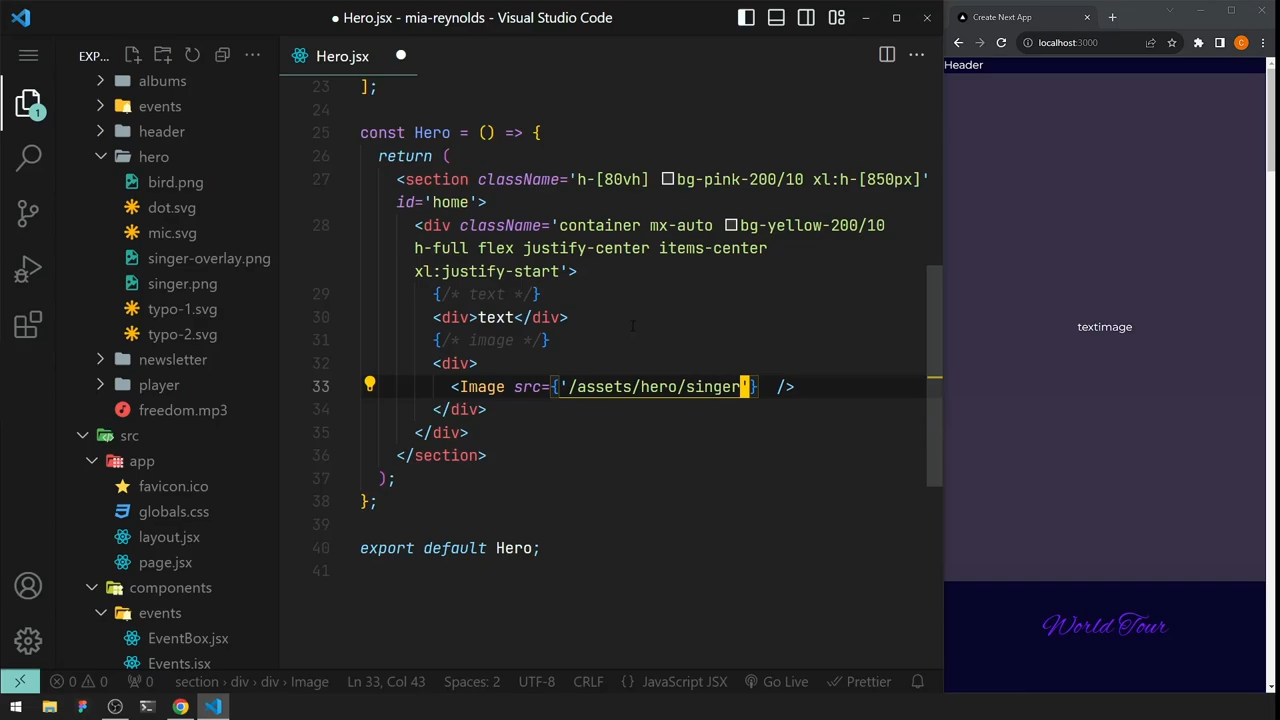 ● Hero.jsx - mia-reynolds - Visual Studio Code
EXP...
albums
events
header
hero
bird.png
dot.svg
mic.svg
singer-overlay.png
singer.png
typo-1.svg
typo-2.svg
newsletter
player
freedom.mp3
src
app
favicon.ico
globals.css
layout.jsx
page.jsx
components
events
EventBox.jsx
Events.jsx
1
Hero.jsx
23 ];
24
25 const Hero = () => {
26 return (
27 <section className='h-[80vh] bg-pink-200/10 xl:h-[850px]'
id='home'>
28 <div className='container mx-auto bg-yellow-200/10
h-full flex justify-center items-center
xl:justify-start'>
29 {/* text */}
30 <div>text</div>
31 {/* image */}
32 <div>
33 <Image src={'/assets/hero/singer'} />
34 </div>
35 </div>
36 </section>
37 );
38 };
39
40 export default Hero;
41
0 0 0 section > div > div > Image Ln 33, Col 43 Spaces: 2 UTF-8 CRLF {} JavaScript JSX Go Live Prettier
Create Next App
localhost:3000
C
Header
textimage
World Tour